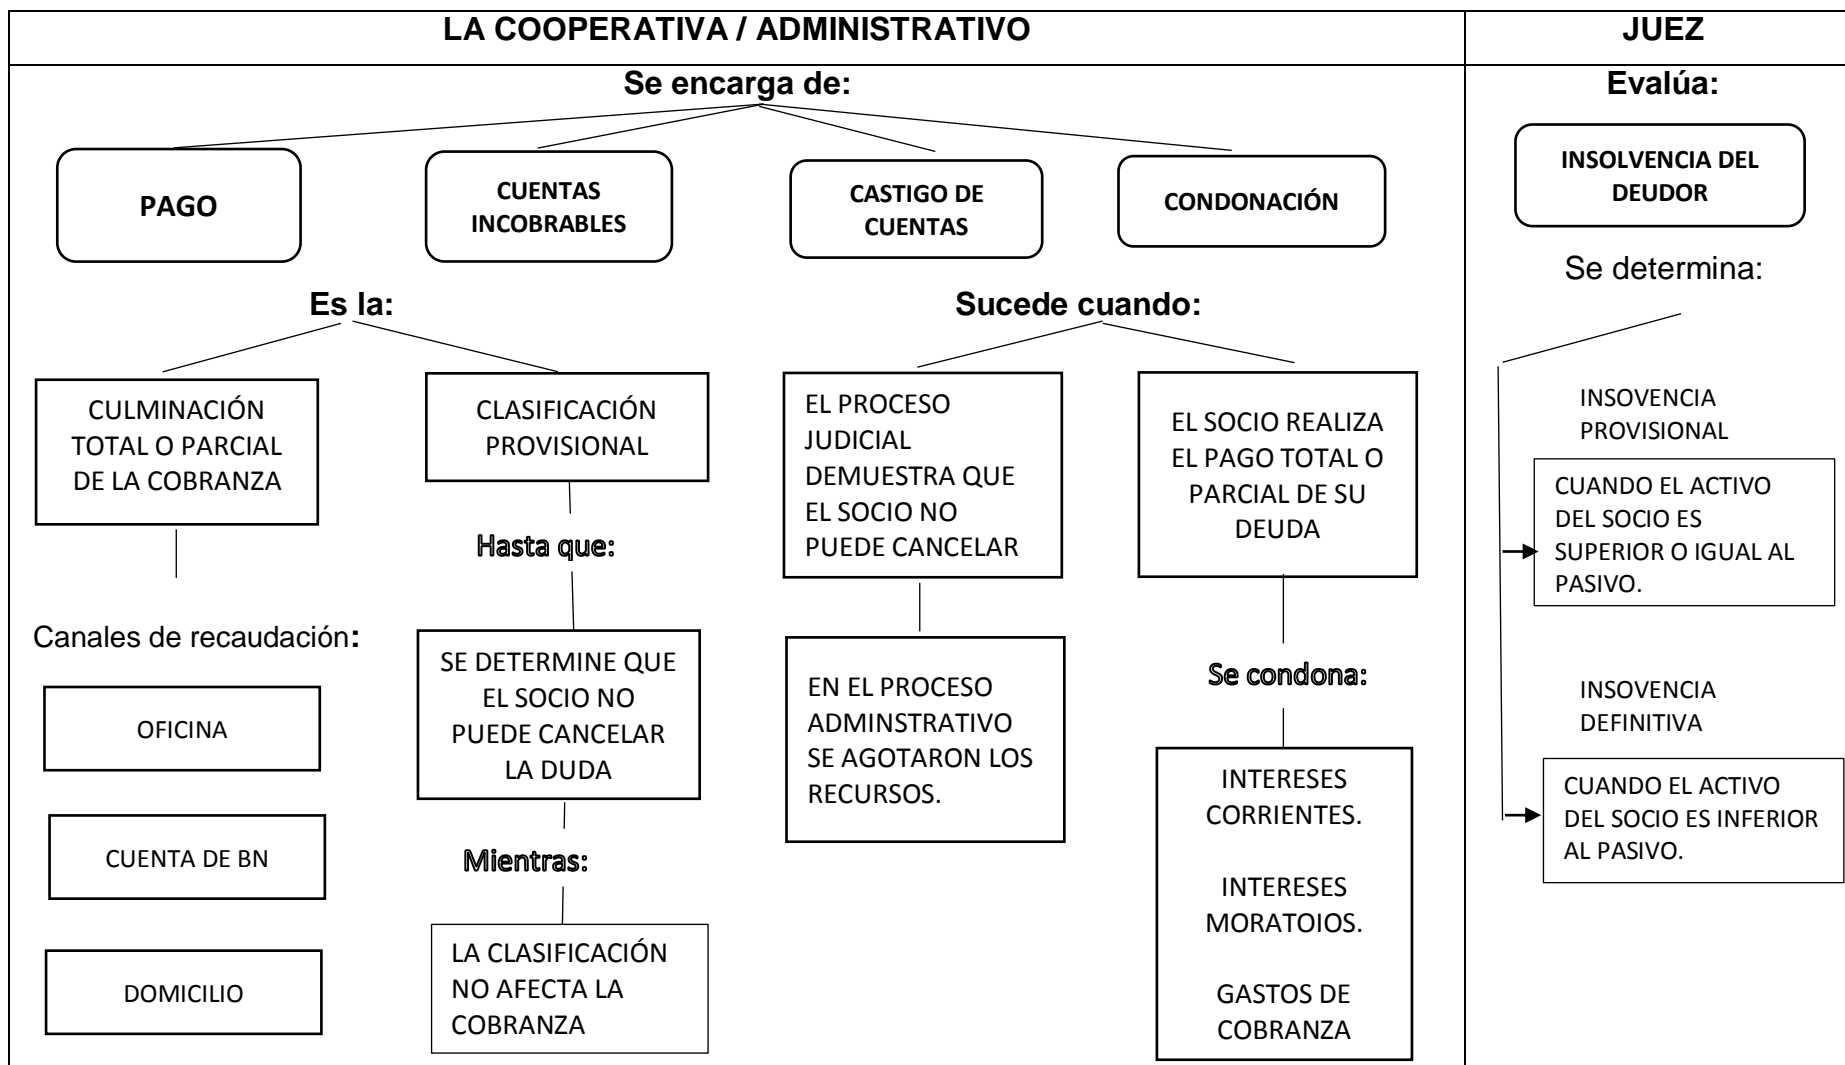 LA COOPERATIVA / ADMINISTRATIVO
JUEZ
Se encarga de:
Evalúa:
PAGO
CUENTAS
INCOBRABLES
CASTIGO DE
CUENTAS
CONDONACIÓN
INSOLVENCIA DEL
DEUDOR
Es la:
Sucede cuando:
Se determina:
CULMINACIÓN
TOTAL O PARCIAL
DE LA COBRANZA
CLASIFICACIÓN
PROVISIONAL
EL PROCESO
JUDICIAL
DEMUESTRA QUE
EL SOCIO NO
PUEDE CANCELAR
EL SOCIO REALIZA
EL PAGO TOTAL O
PARCIAL DE SU
DEUDA
INSOVENCIA
PROVISIONAL
CUANDO EL ACTIVO
DEL SOCIO ES
SUPERIOR O IGUAL AL
PASIVO.
Hasta que:
Canales de recaudación:
SE DETERMINE QUE
EL SOCIO NO
PUEDE CANCELAR
LA DUDA
EN EL PROCESO
ADMINSTRATIVO
SE AGOTARON LOS
RECURSOS.
Se condona:
INSOVENCIA
DEFINITIVA
OFICINA
CUENTA DE BN
DOMICILIO
Mientras:
LA CLASIFICACIÓN
NO AFECTA LA
COBRANZA
INTERESES
CORRIENTES.
INTERESES
MORATOIOS.
GASTOS DE
COBRANZA
CUANDO EL ACTIVO
DEL SOCIO ES INFERIOR
AL PASIVO.